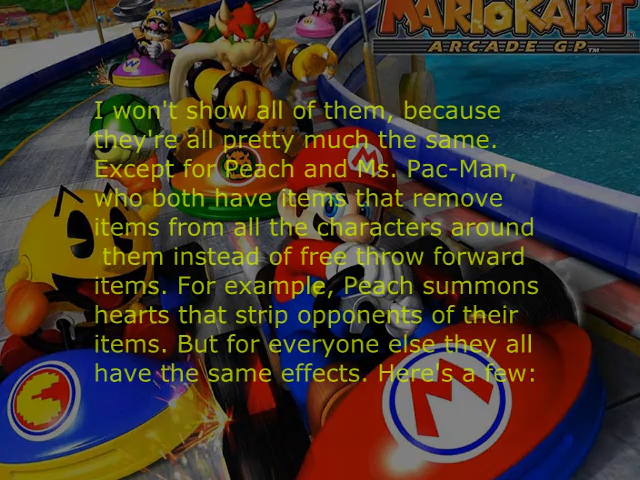 MARIOKART
ARCADE GP™
I won't show all of them, because
they're all pretty much the same.
Except for Peach and Ms. Pac-Man,
who both have items that remove
items from all the characters around
them instead of free throw forward
items. For example, Peach summons
hearts that strip opponents of their
items. But for everyone else they all
have the same effects. Here's a few:
M
M
W